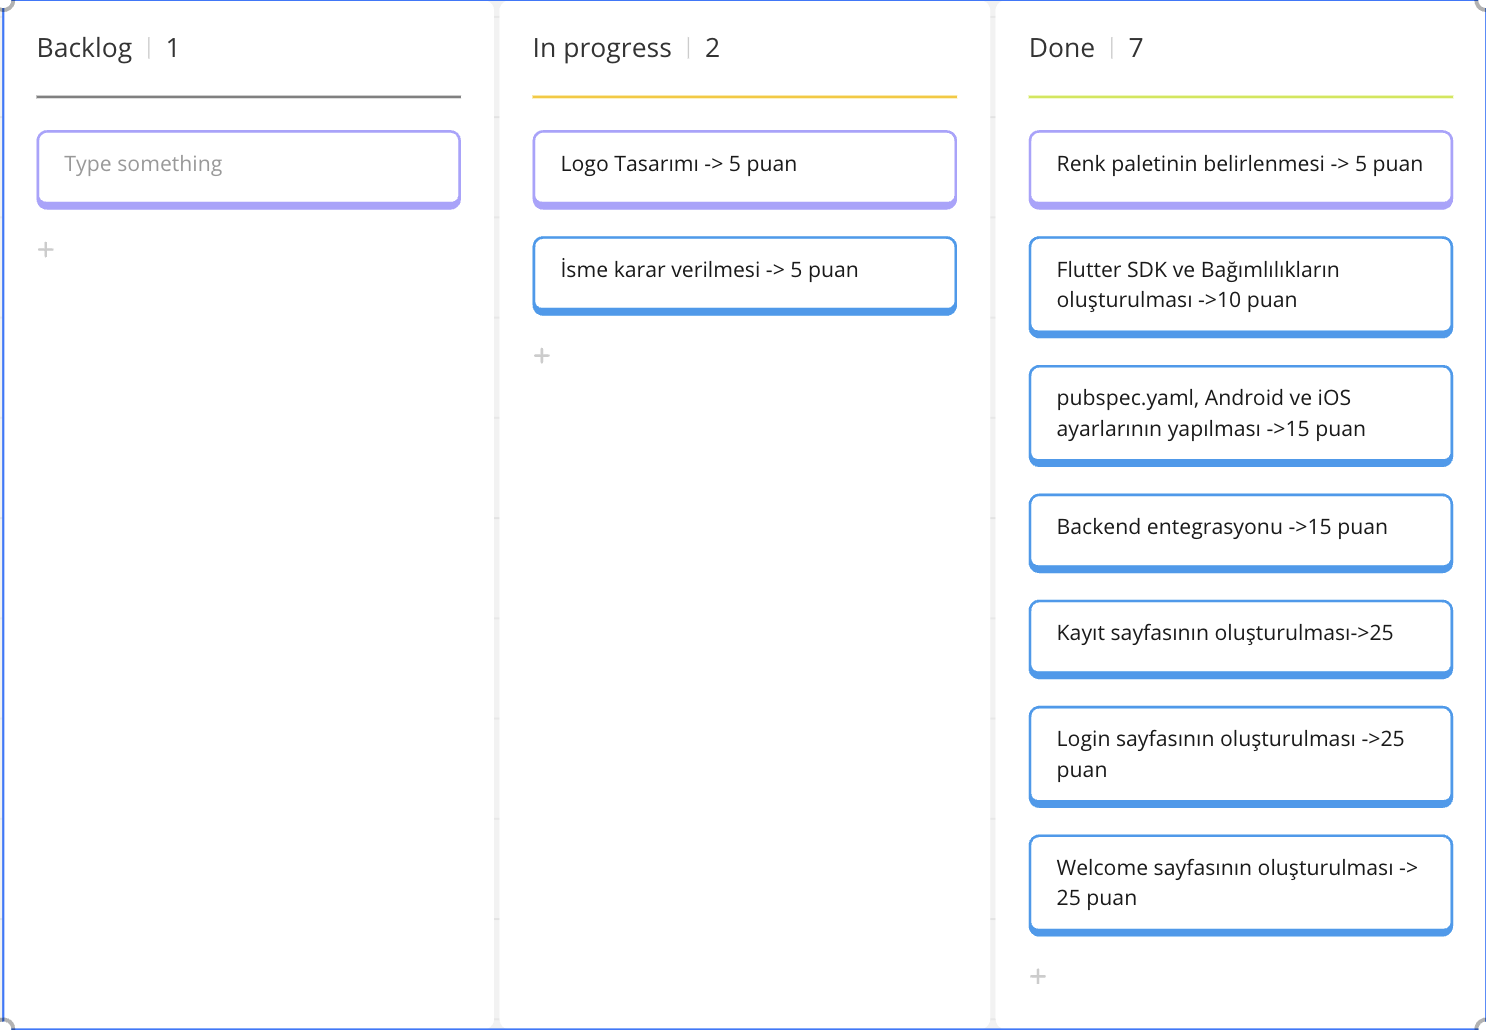 Backlog | 1
Type something
+
In progress | 2
Logo Tasarımı -> 5 puan
İsme karar verilmesi -> 5 puan
+
Done | 7
Renk paletinin belirlenmesi -> 5 puan
Flutter SDK ve Bağımlılıkların
oluşturulması ->10 puan
pubspec.yaml, Android ve iOS
ayarlarının yapılması ->15 puan
Backend entegrasyonu ->15 puan
Kayıt sayfasının oluşturulması->25
Login sayfasının oluşturulması ->25
puan
Welcome sayfasının oluşturulması ->
25 puan
+